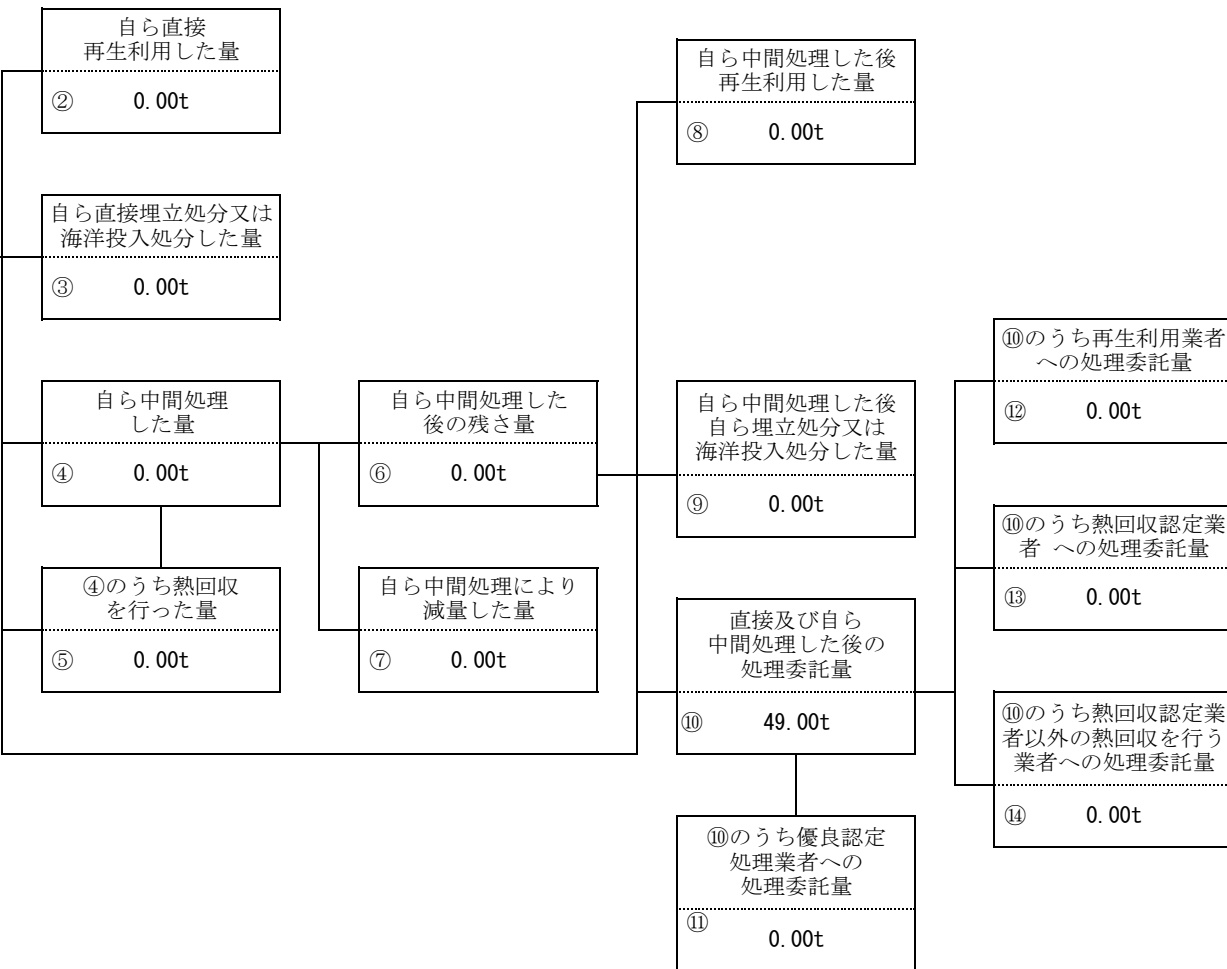 自ら直接
再生利用した量
② 0.00t
自ら直接埋立処分又は
海洋投入処分した量
③ 0.00t
自ら中間処理
した量
④ 0.00t
④のうち熱回収
を行った量
⑤ 0.00t
自ら中間処理した
後の残さ量
⑥ 0.00t
自ら中間処理により
減量した量
⑦ 0.00t
自ら中間処理した後
再生利用した量
⑧ 0.00t
自ら中間処理した後
自ら埋立処分又は
海洋投入処分した量
⑨ 0.00t
直接及び自ら
中間処理した後の
処理委託量
⑩ 49.00t
⑩のうち優良認定
処理業者への
処理委託量
⑪ 0.00t
⑩のうち再生利用業者
への処理委託量
⑫ 0.00t
⑩のうち熱回収認定業
者 への処理委託量
⑬ 0.00t
⑩のうち熱回収認定業
者以外の熱回収を行う
業者への処理委託量
⑭ 0.00t